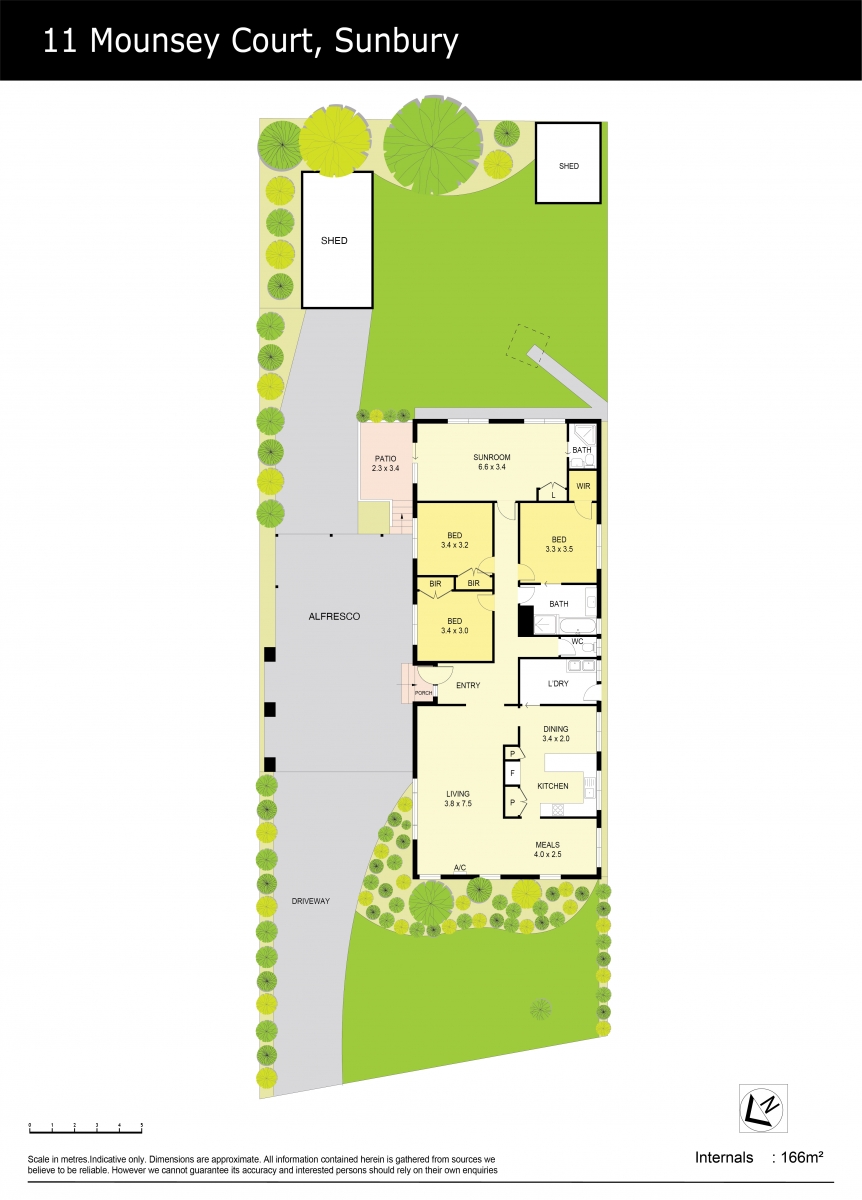 11 Mounsey Court, Sunbury
SHED
SHED
BATH
PATIO
2.3 x 3.4
SUNROOM
6.6 x 3.4
WIR
L
BED
3.4 x 3.2
BED
3.3 x 3.5
BIR
BIR
BATH
ALFRESCO
BED
3.4 x 3.0
WC
ENTRY
L'DRY
PORCH
DINING
3.4 x 2.0
P
F
KITCHEN
LIVING
3.8 x 7.5
P
MEALS
4.0 x 2.5
A/C
DRIVEWAY
N
0 1 2 3 4 5
Scale in metres.Indicative only. Dimensions are approximate. All information contained herein is gathered from sources we
believe to be reliable. However we cannot guarantee its accuracy and interested persons should rely on their own enquiries
Internals : 166m²